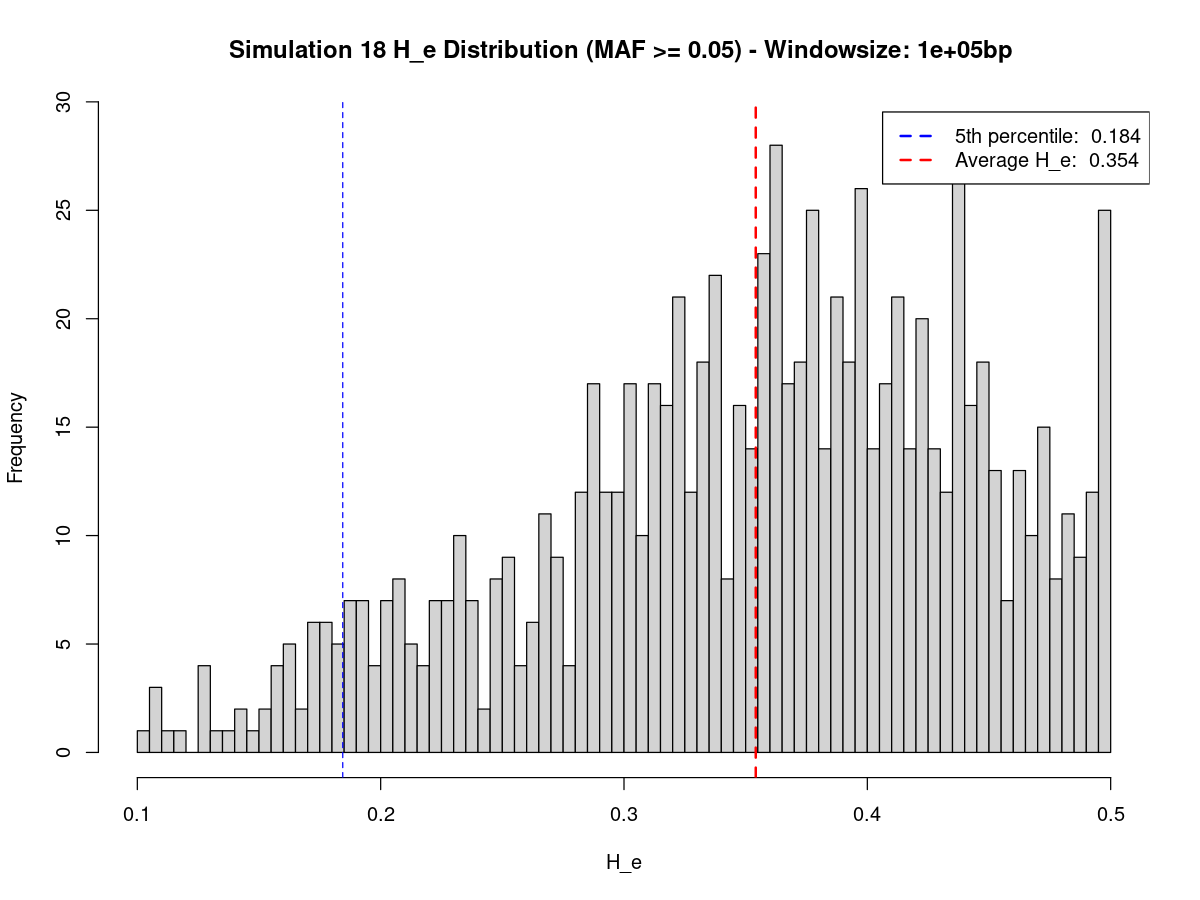 Simulation 18 H_e Distribution (MAF >= 0.05) - Windowsize: 1e+05bp
5th percentile: 0.184
Average H_e: 0.354
Frequency
30
25
20
15
10
5
0
0.1 0.2 0.3 0.4 0.5
H_e